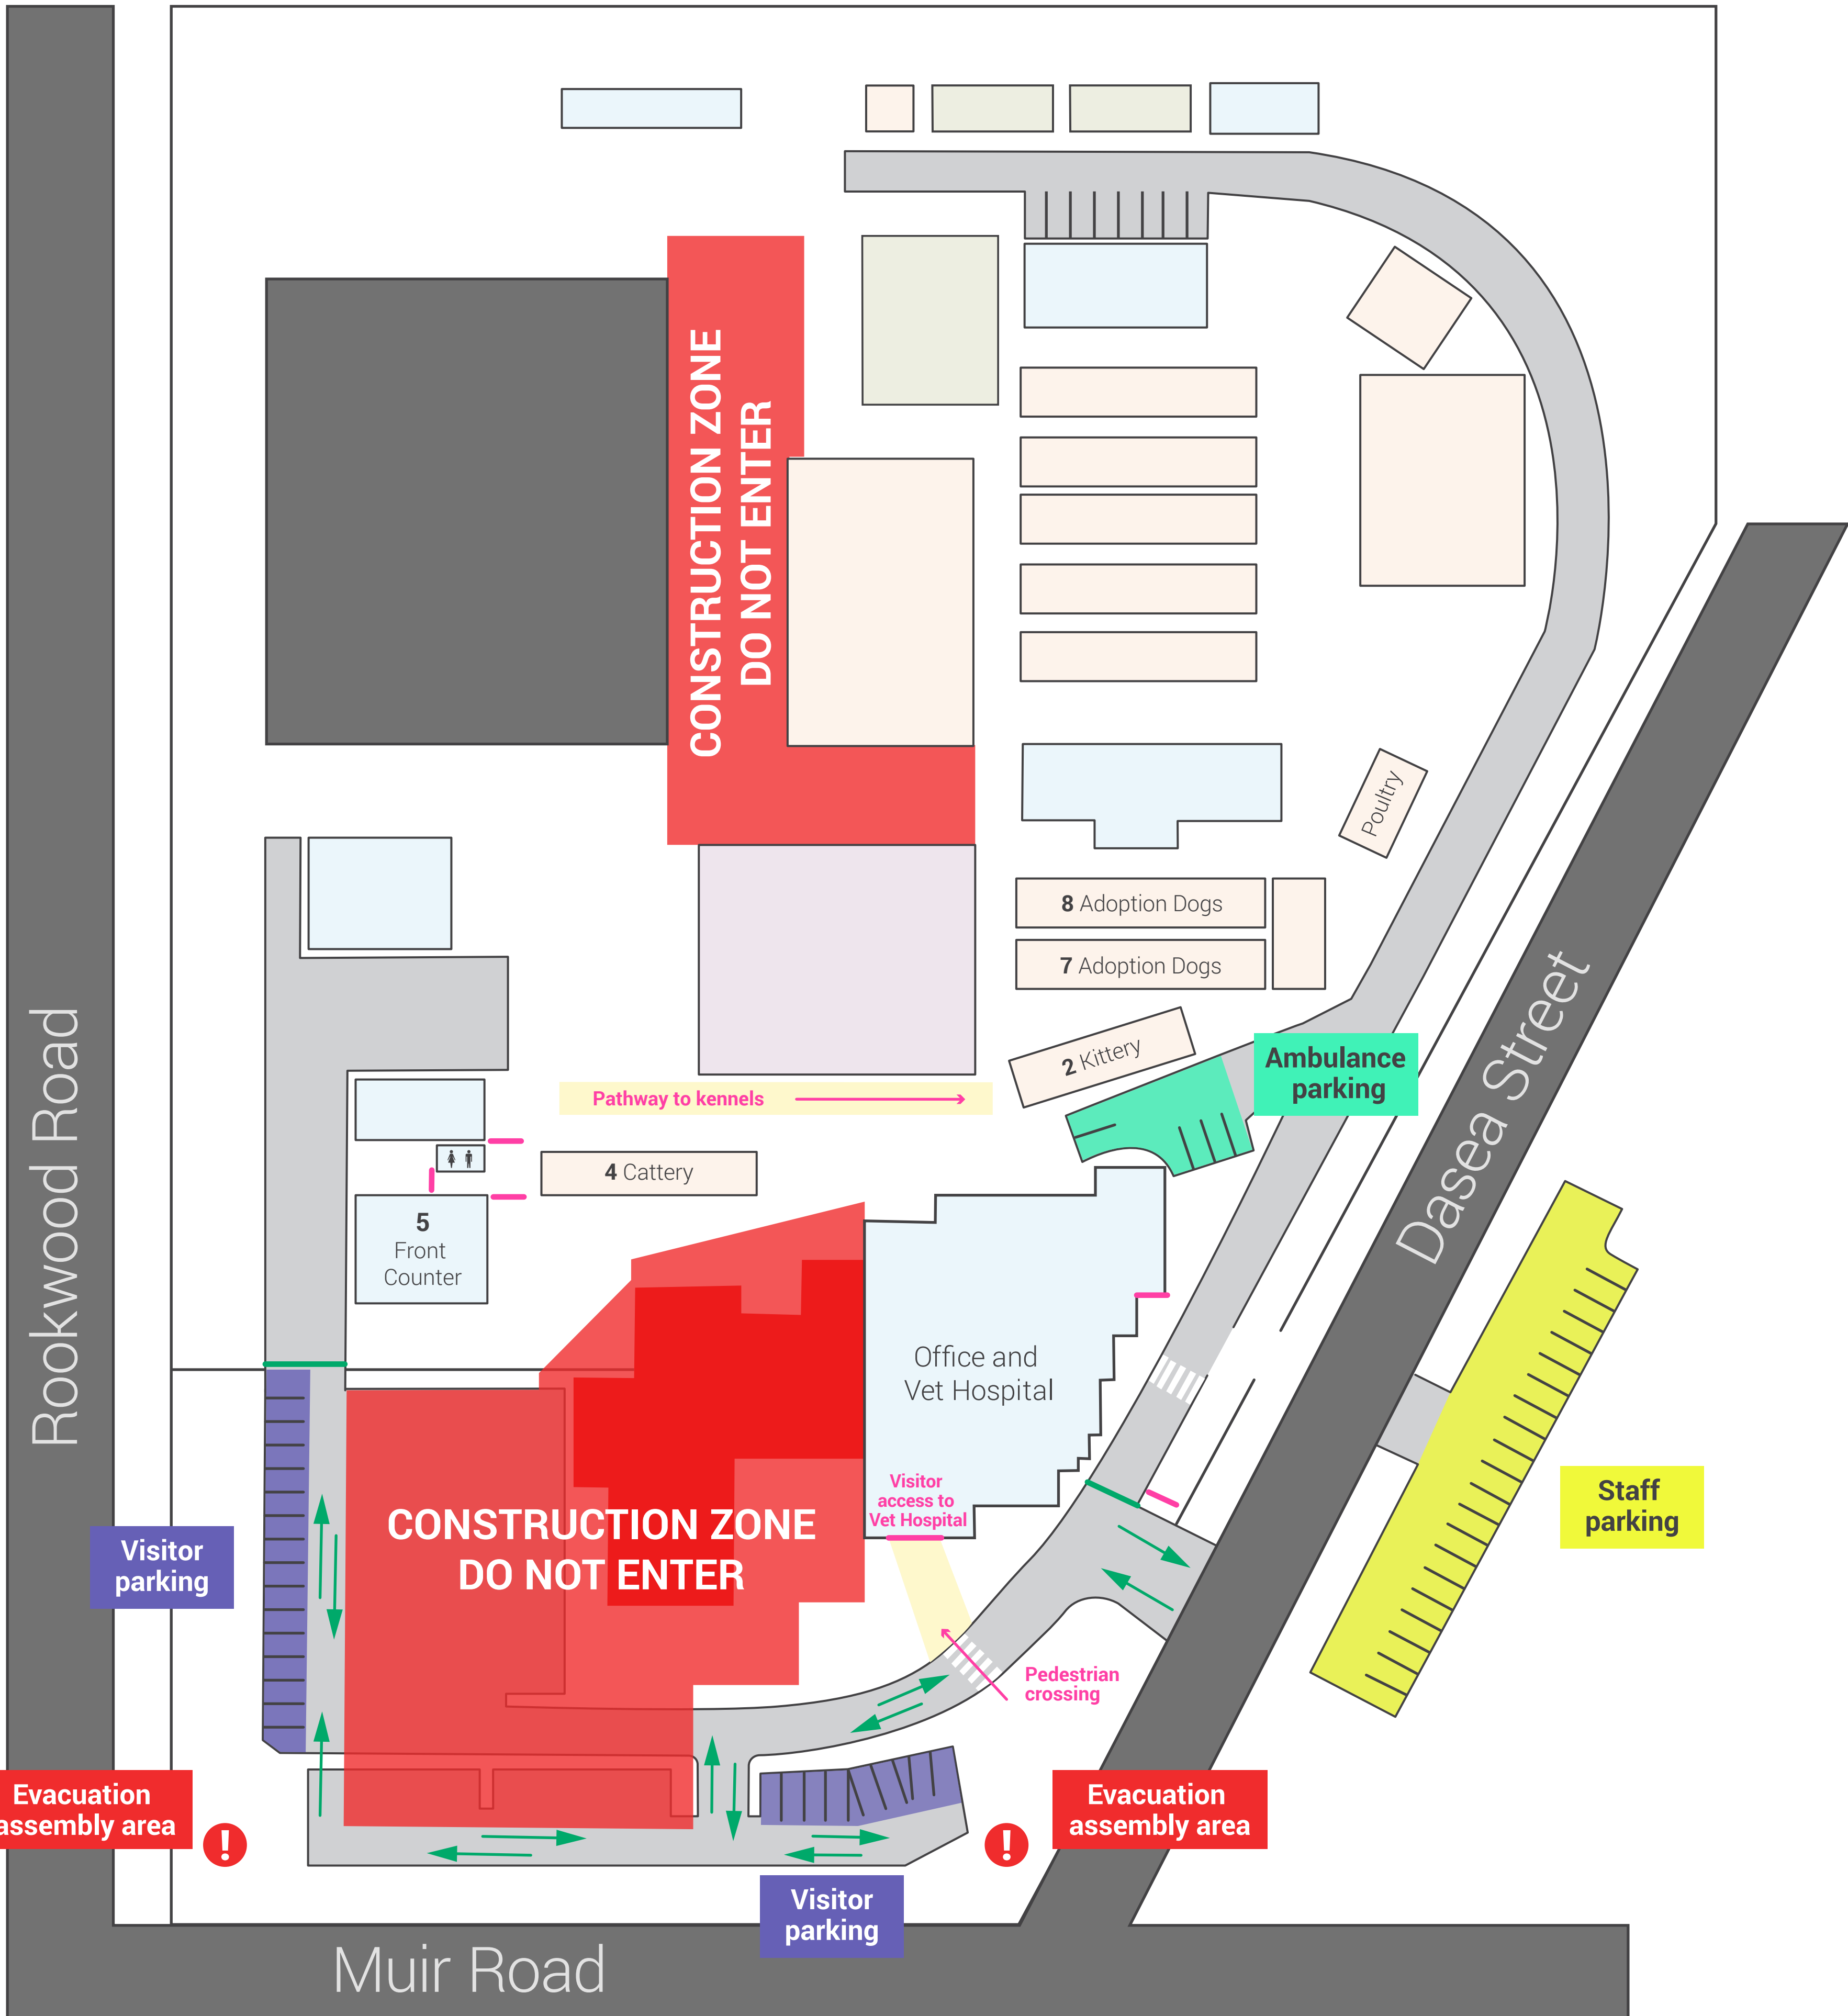 CONSTRUCTION ZONE
DO NOT ENTER
Poultry
8 Adoption Dogs
7 Adoption Dogs
2 Kittery
Ambulance
parking
Pathway to kennels
4 Cattery
5
Front
Counter
Rookwood Road
Dasea Street
Office and
Vet Hospital
Visitor
access to
Vet Hospital
CONSTRUCTION ZONE
DO NOT ENTER
Staff
parking
Visitor
parking
Pedestrian
crossing
Evacuation
assembly area
!
!
Evacuation
assembly area
Visitor
parking
Muir Road